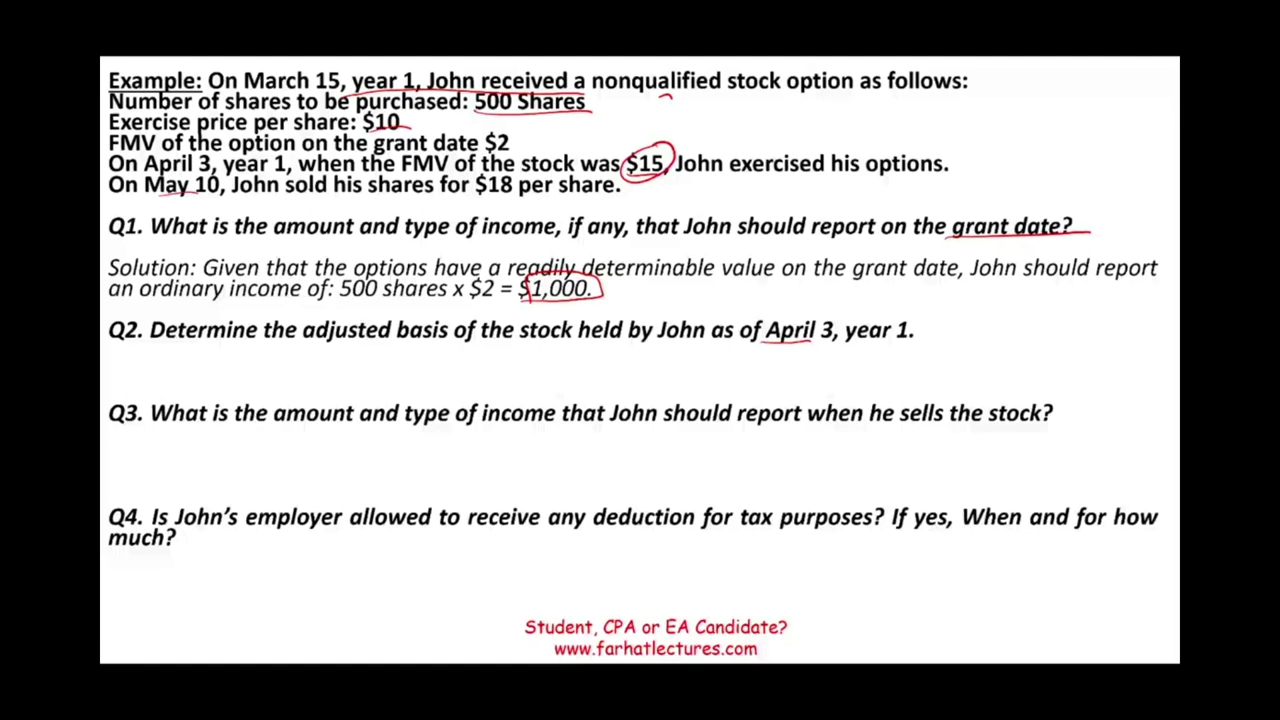 Example: On March 15, year 1, John received a nonqualified stock option as follows:
Number of shares to be purchased: 500 Shares
Exercise price per share: $10
FMV of the option on the grant date $2
On April 3, year 1, when the FMV of the stock was $15, John exercised his options.
On May 10, John sold his shares for $18 per share.
Q1. What is the amount and type of income, if any, that John should report on the grant date?
Solution: Given that the options have a readily determinable value on the grant date, John should report
an ordinary income of: 500 shares x $2 = $1,000.
Q2. Determine the adjusted basis of the stock held by John as of April 3, year 1.
Q3. What is the amount and type of income that John should report when he sells the stock?
Q4. Is John’s employer allowed to receive any deduction for tax purposes? If yes, When and for how
much?
Student, CPA or EA Candidate?
www.farhatlectures.com